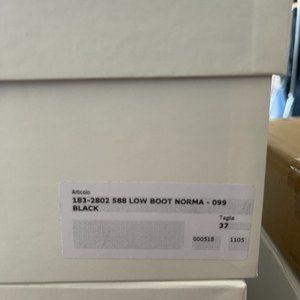 Articolo
183-2802 588 LOW BOOT NORMA - 099
BLACK
Taglia
37
000518 1105